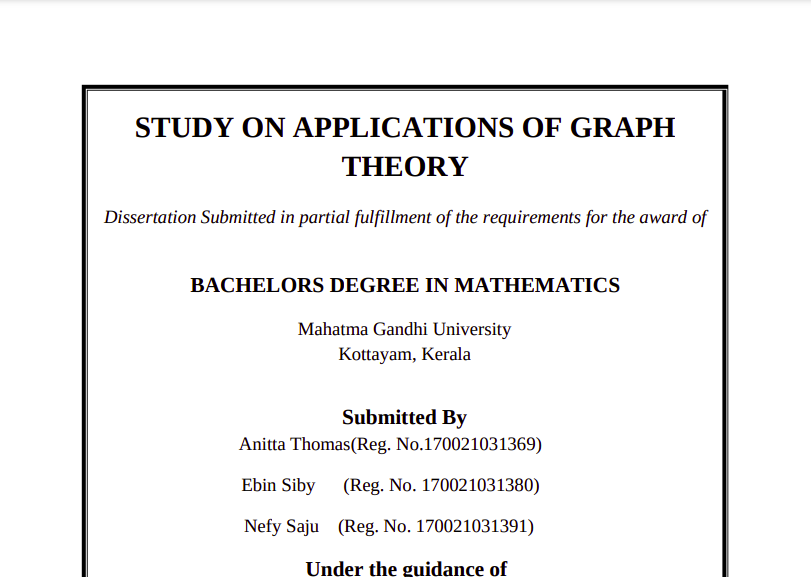 STUDY ON APPLICATIONS OF GRAPH
THEORY
Dissertation Submitted in partial fulfillment of the requirements for the award of
BACHELORS DEGREE IN MATHEMATICS
Mahatma Gandhi University
Kottayam, Kerala
Submitted By
Anitta Thomas(Reg. No.170021031369)
Ebin Siby (Reg. No. 170021031380)
Nefy Saju (Reg. No. 170021031391)
Under the guidance of